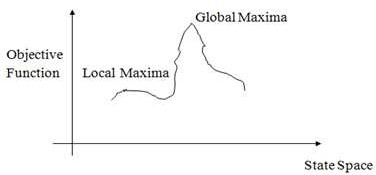 Global Maxima
Objective
Function
Local Maxima
State Space